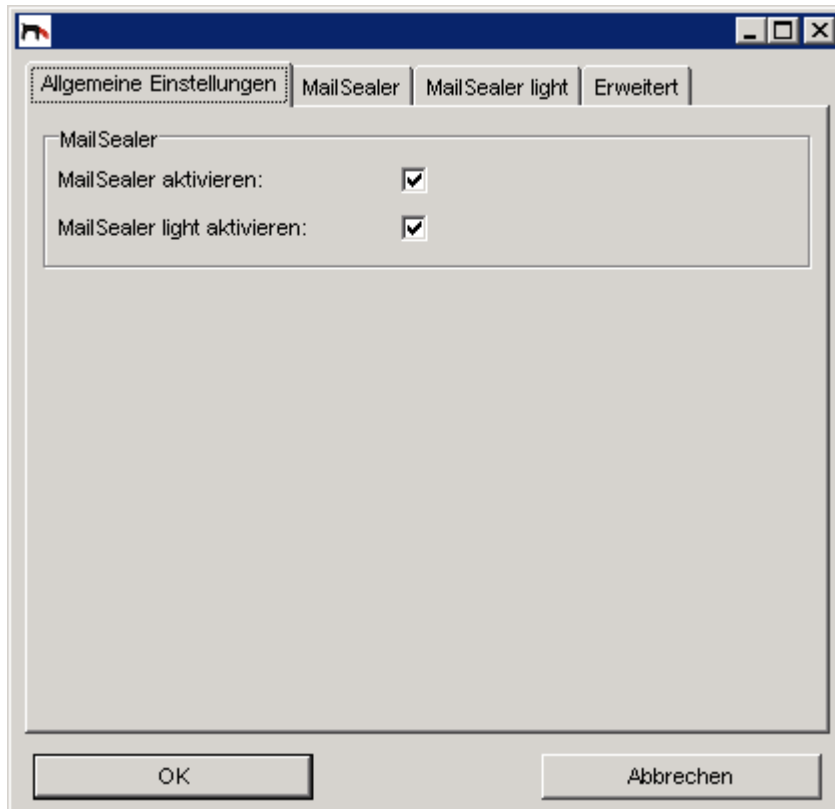 Allgemeine Einstellungen
MailSealer
MailSealer light
Erweitert
MailSealer
MailSealer aktivieren:
MailSealer light aktivieren:
OK
Abbrechen